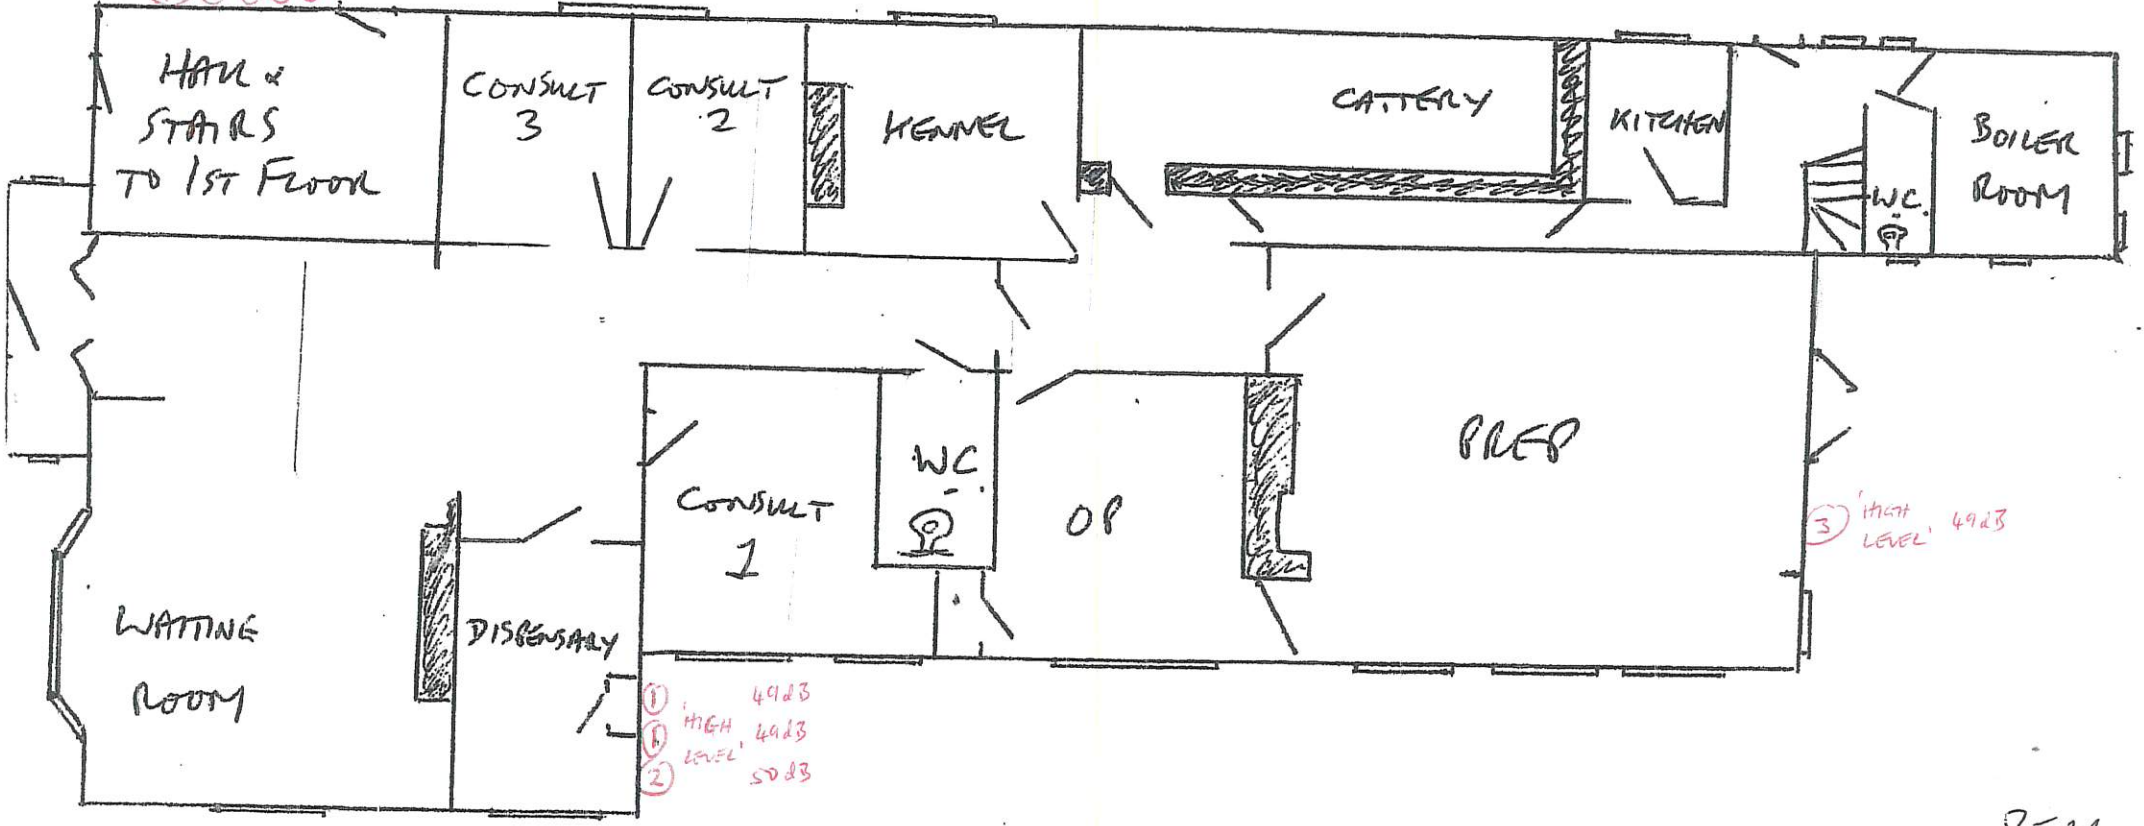 HALL &
STAIRS
TO 1ST FLOOR
CONSULT
3
CONSULT
2
KENNEL
CATTERY
KITCHEN
W.C.
BOILER
ROOM
CONSULT
1
W.C.
OP
PREP
WAITING
ROOM
DISPENSARY
① 49dB
① 'HIGH LEVEL' 49dB
② 50dB
③ 'HIGH
LEVEL' 49dB